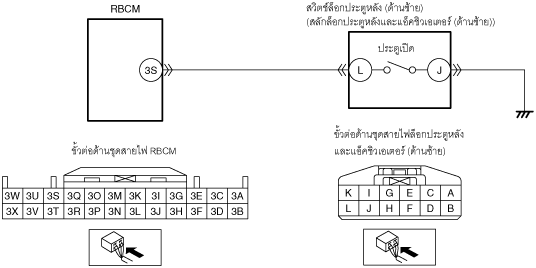 RBCM
สวิตช์ล็อกประตูหลัง (ด้านซ้าย)
(สลักล็อกประตูหลังและแอ็คชิวเอเตอร์ (ด้านซ้าย))
ประตูเปิด
3S
L
J
ขั้วต่อด้านชุดสายไฟ RBCM
ขั้วต่อด้านชุดสายไฟล็อกประตูหลัง
และแอ็คชิวเอเตอร์ (ด้านซ้าย)
3W 3U 3S 3Q 3O 3M 3K 3I 3G 3E 3C 3A
3X 3V 3T 3R 3P 3N 3L 3J 3H 3F 3D 3B
K I G E C A
L J H F D B